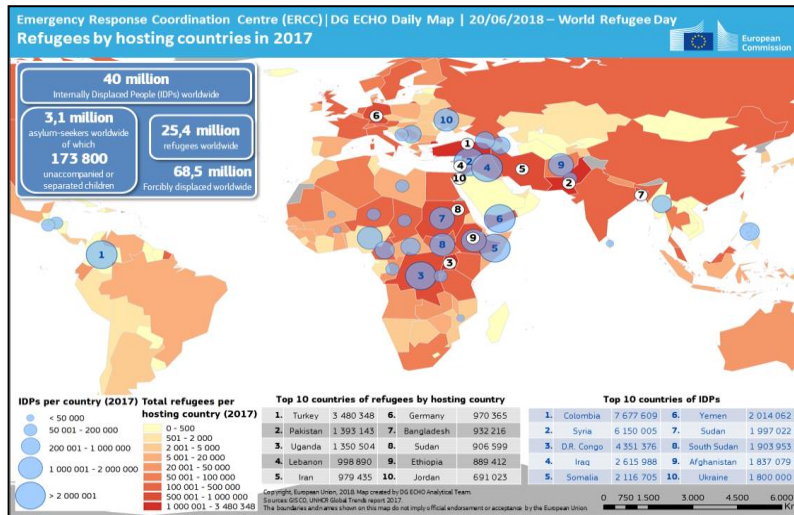 Emergency Response Coordination Centre (ERCC) | DG ECHO Daily Map | 20/06/2018 – World Refugee Day
Refugees by hosting countries in 2017
European
Commission
40 million
Internally Displaced People (IDPs) worldwide
3,1 million
asylum-seekers worldwide
of which
173 800
unaccompanied or
separated children
25,4 million
refugees worldwide
68,5 million
Forcibly displaced worldwide
6
10
1
2
4
4
10
5
9
2
7
8
7
6
8
9
5
3
3
1
IDPs per country (2017)
< 50 000
50 001 - 200 000
200 001 - 1 000 000
1 000 001 - 2 000 000
> 2 000 001
Total refugees per
hosting country (2017)
0 - 500
501 - 2 000
2 001 - 5 000
5 001 - 20 000
20 001 - 50 000
50 001 - 100 000
100 001 - 500 000
500 001 - 1 000 000
1 000 001 - 3 480 348
Top 10 countries of refugees by hosting country
1. Turkey 3 480 348 6. Germany 970 365
2. Pakistan 1 393 143 7. Bangladesh 932 216
3. Uganda 1 350 504 8. Sudan 906 599
4. Lebanon 998 890 9. Ethiopia 889 412
5. Iran 979 435 10. Jordan 691 023
Top 10 countries of IDPs
1. Colombia 7 677 609 6. Yemen 2 014 062
2. Syria 6 150 005 7. Sudan 1 997 022
3. D.R. Congo 4 351 376 8. South Sudan 1 903 953
4. Iraq 2 615 988 9. Afghanistan 1 837 079
5. Somalia 2 116 705 10. Ukraine 1 800 000
Copyright, European Union, 2018. Map created by DG ECHO Analytical Team.
Sources: GISCO, UNHCR Global Trends report 2017.
The boundaries and names shown on this map do not imply official endorsement or acceptance by the European Union.
0 750 1.500 3.000 4.500 6.000
Km